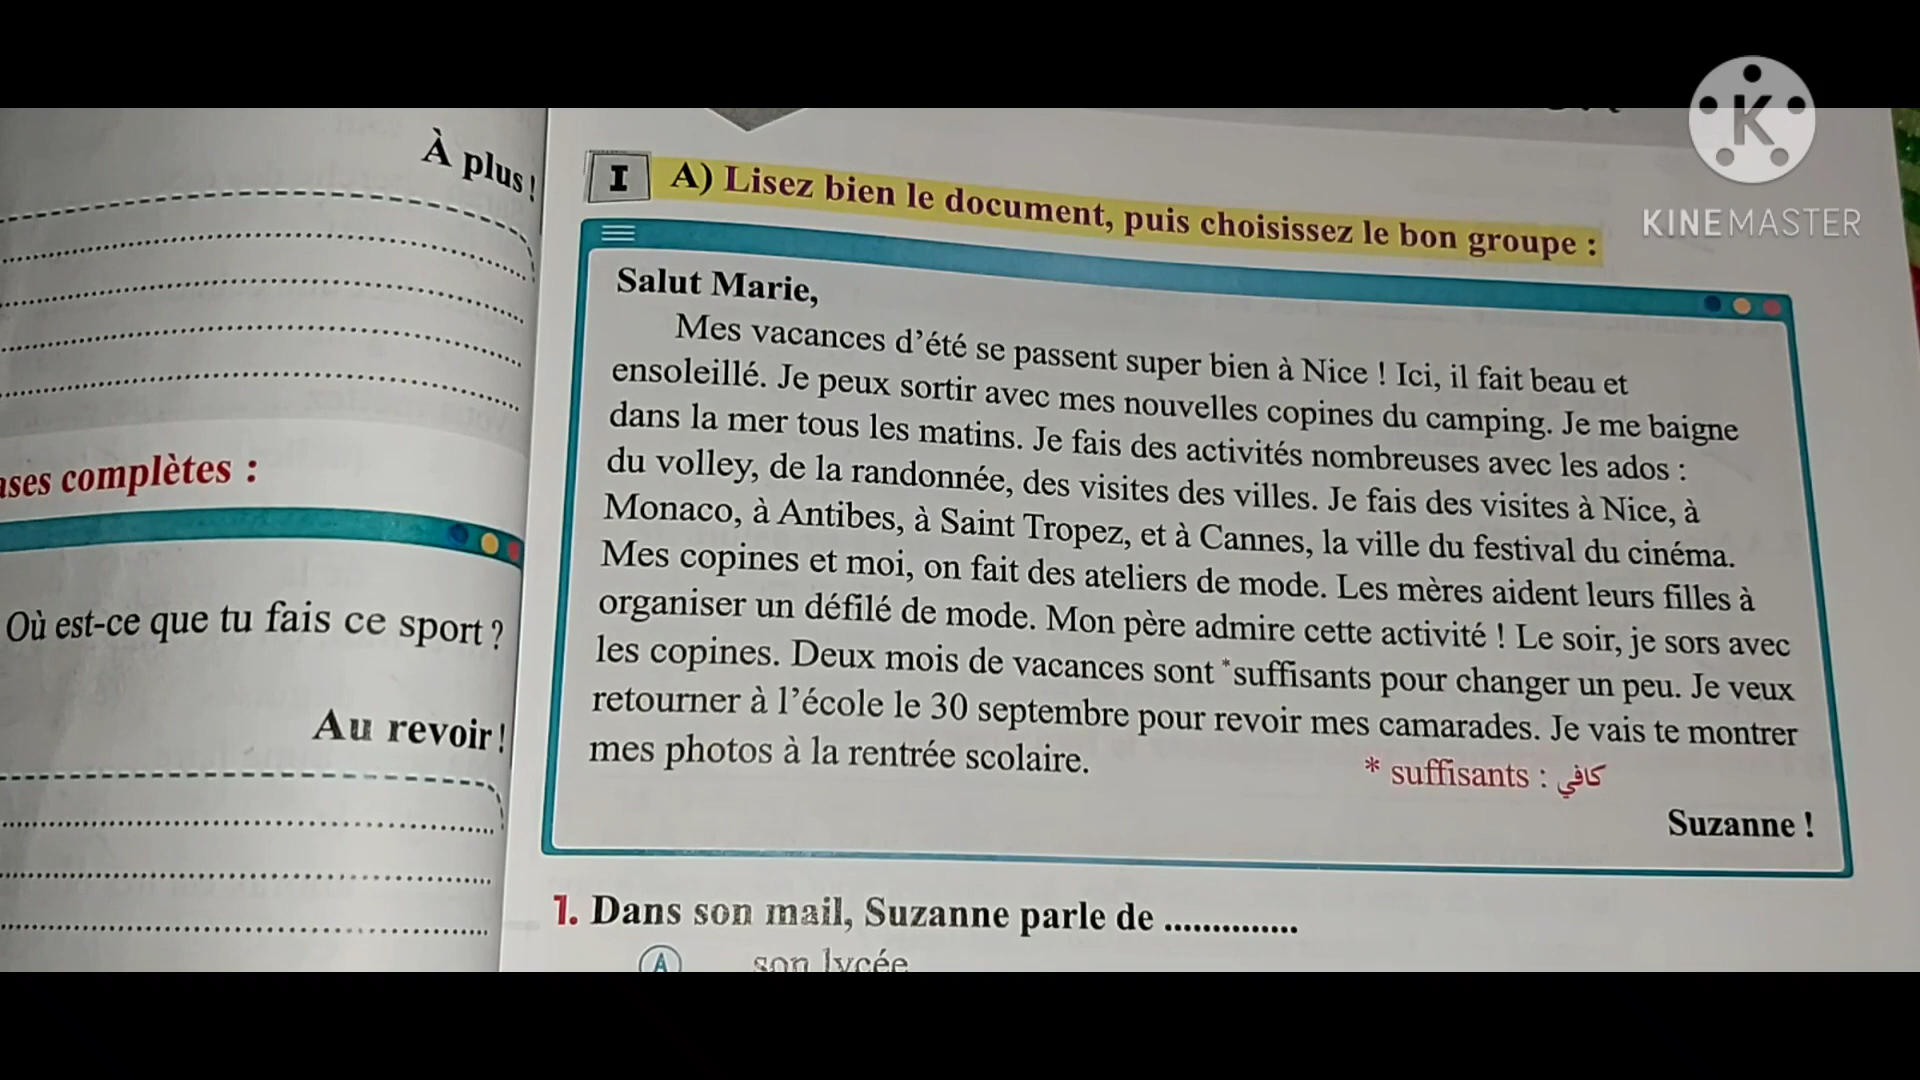 À plus !
ases complètes :
Où est-ce que tu fais ce sport ?
Au revoir !
KINEMASTER
I A) Lisez bien le document, puis choisissez le bon groupe :
Salut Marie,
Mes vacances d'été se passent super bien à Nice ! Ici, il fait beau et
ensoleillé. Je peux sortir avec mes nouvelles copines du camping. Je me baigne
dans la mer tous les matins. Je fais des activités nombreuses avec les ados :
du volley, de la randonnée, des visites des villes. Je fais des visites à Nice, à
Monaco, à Antibes, à Saint Tropez, et à Cannes, la ville du festival du cinéma.
Mes copines et moi, on fait des ateliers de mode. Les mères aident leurs filles à
organiser un défilé de mode. Mon père admire cette activité ! Le soir, je sors avec
les copines. Deux mois de vacances sont *suffisants pour changer un peu. Je veux
retourner à l'école le 30 septembre pour revoir mes camarades. Je vais te montrer
mes photos à la rentrée scolaire.
* suffisants : كافي
Suzanne !
1. Dans son mail, Suzanne parle de ..............
A son lycée